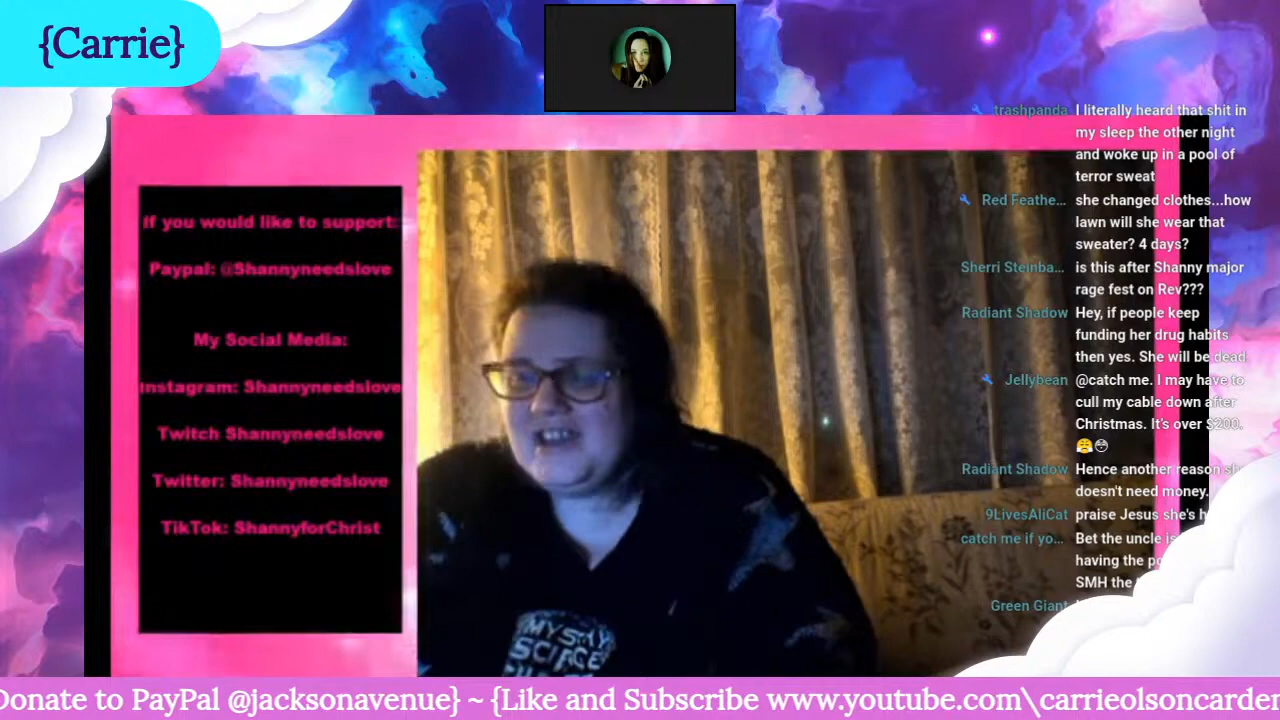 {Carrie}
If you would like to support:
Paypal: @Shannyneedslove
My Social Media:
Instagram: Shannyneedslove
Twitch Shannyneedslove
Twitter: Shannyneedslove
TikTok: ShannyforChrist
trashpanda I literally heard that shit in
my sleep the other night
and woke up in a pool of
terror sweat
Red Feathe... she changed clothes...how
lawn will she wear that
sweater? 4 days?
Sherri Steinba... is this after Shanny major
rage fest on Rev???
Radiant Shadow Hey, if people keep
funding her drug habits
then yes. She will be dead
Jellybean @catch me. I may have to
cull my cable down after
Christmas. It's over $200.
😤😳
Radiant Shadow Hence another reason she
doesn't need money.
9LivesAliCat praise Jesus she's
catch me if yo... Bet the uncle is
having the
SMH the
Green Giant
Donate to PayPal @jacksonavenue} ~ {Like and Subscribe www.youtube.com\carrieolsoncarder